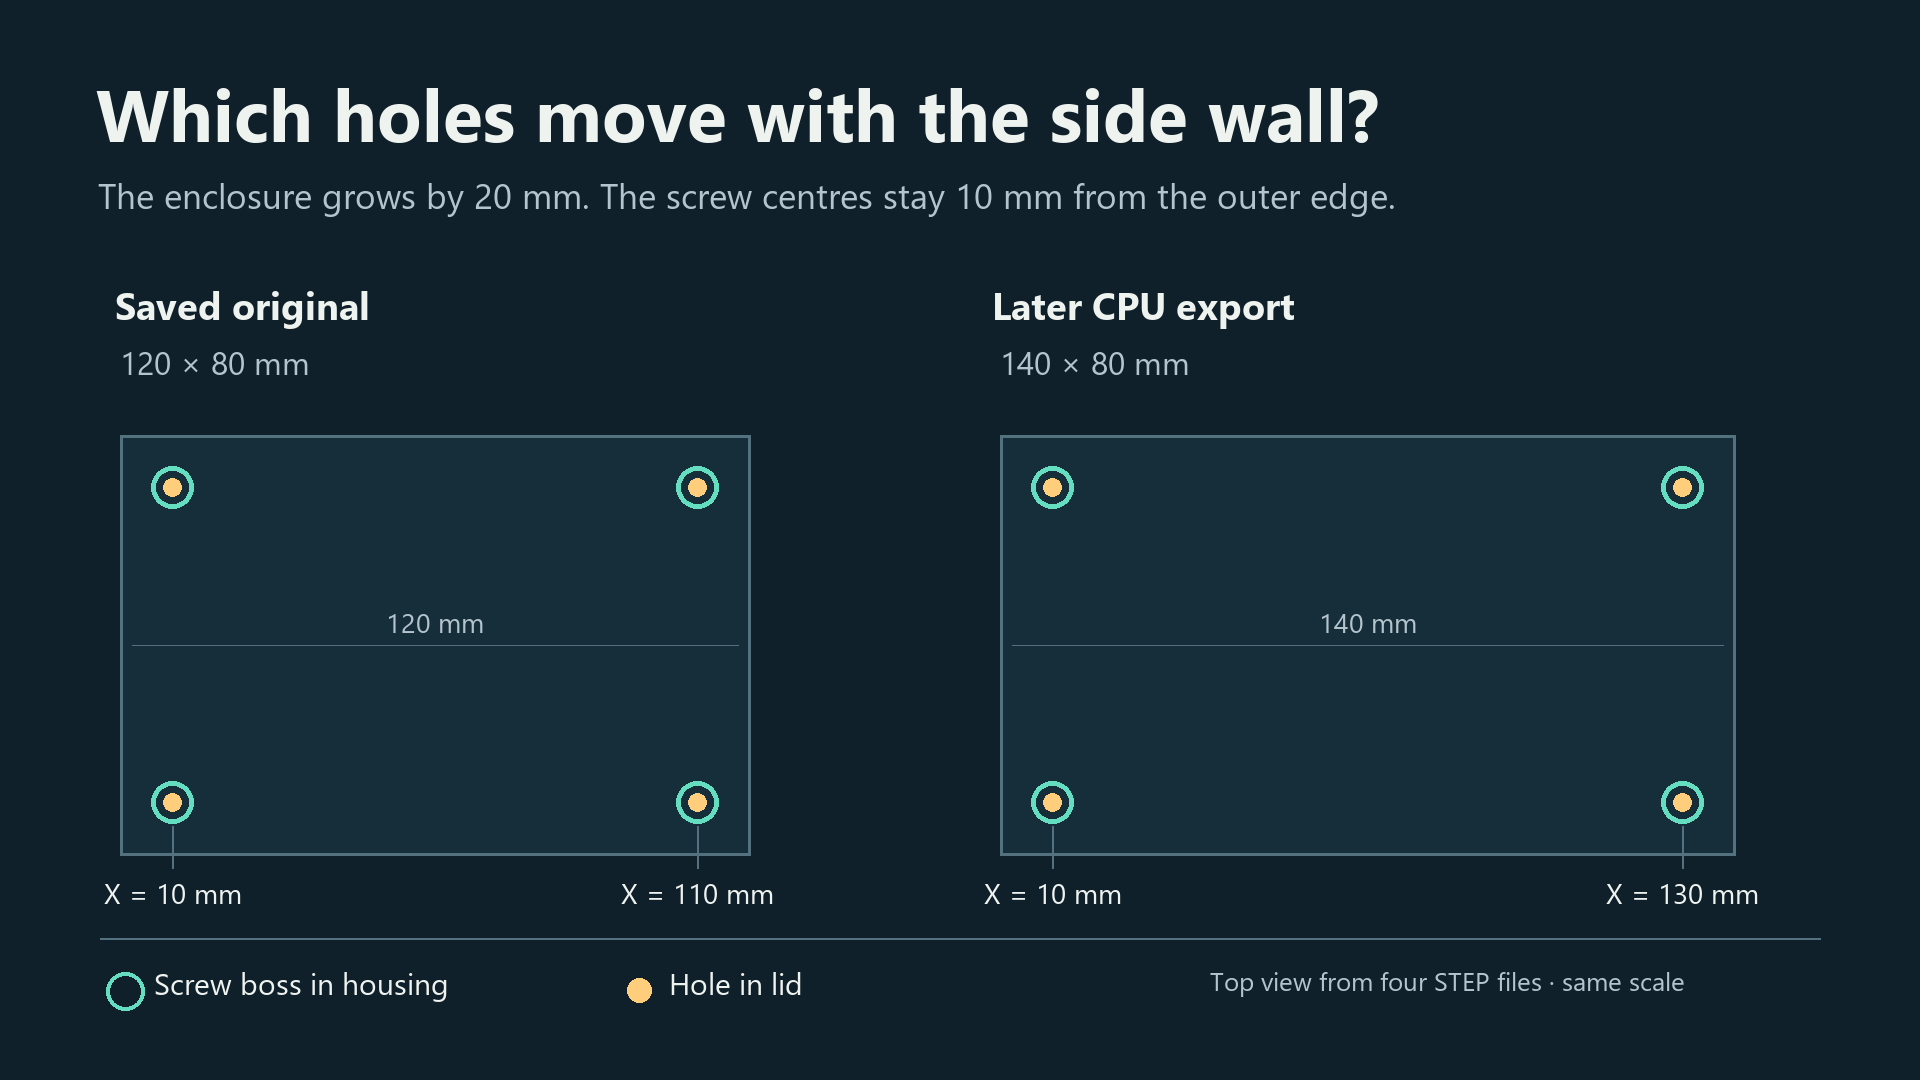 Which holes move with the side wall?
The enclosure grows by 20 mm. The screw centres stay 10 mm from the outer edge.
Saved original
120 × 80 mm
120 mm
X = 10 mm
X = 110 mm
Later CPU export
140 × 80 mm
140 mm
X = 10 mm
X = 130 mm
Screw boss in housing
Hole in lid
Top view from four STEP files · same scale